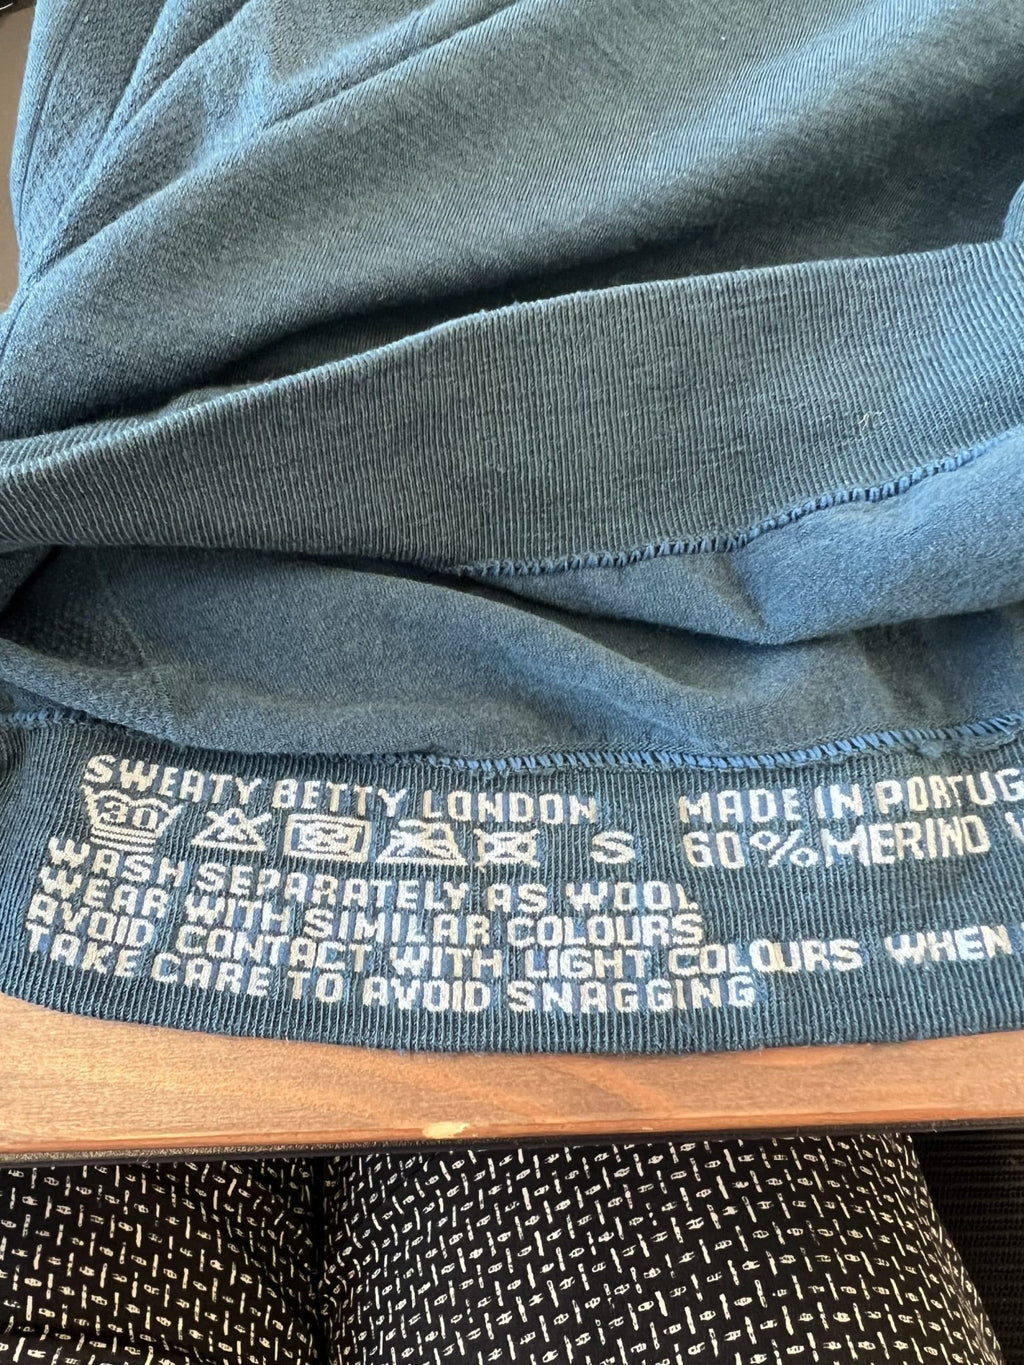 SWEATY BETTY LONDON
30
S
MADE IN PORTUG
60% MERINO
WASH SEPARATELY AS WOOL
WEAR WITH SIMILAR COLOURS
AVOID CONTACT WITH LIGHT COLOURS WHEN
TAKE CARE TO AVOID SNAGGING